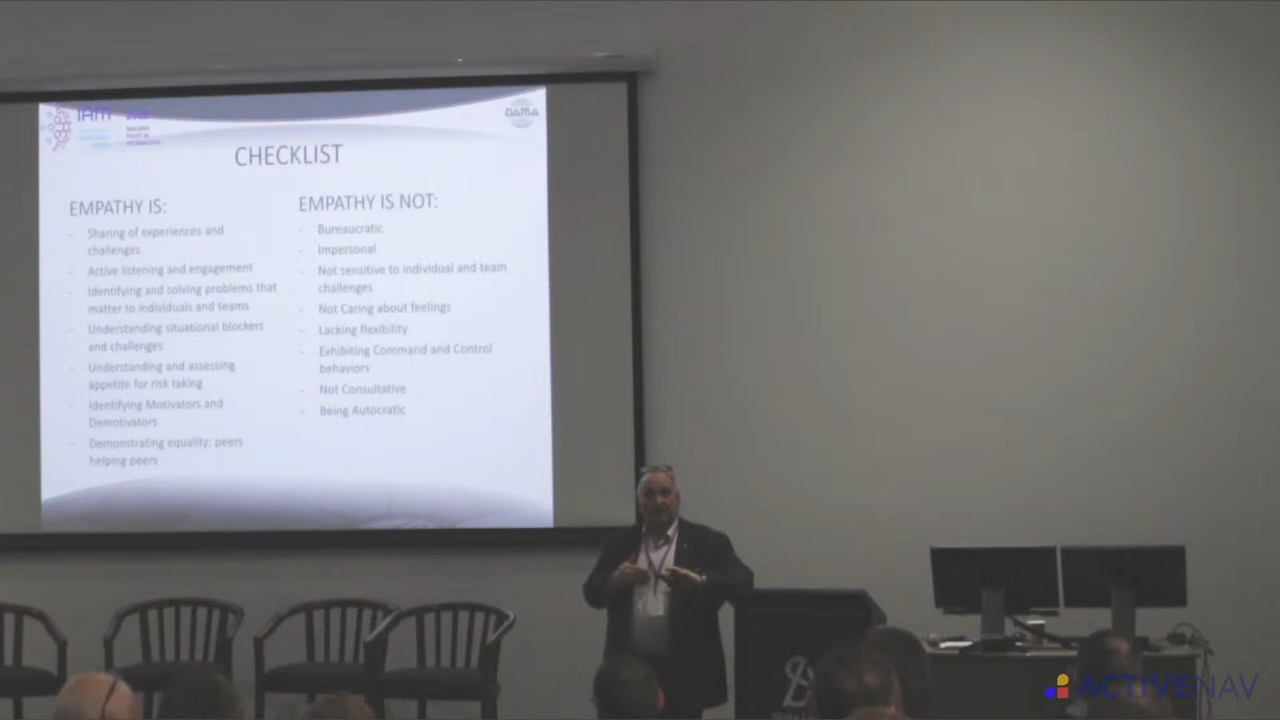 IAM
DAMA
CHECKLIST
EMPATHY IS:
- Sharing of experiences and
challenges
- Active listening and engagement
- Identifying and solving problems that
matter to individuals and teams
- Understanding situational blockers
and challenges
- Understanding and assessing
appetite for risk taking
- Identifying Motivators and
Demotivators
- Demonstrating equality: peers
helping peers
EMPATHY IS NOT:
- Bureaucratic
- Impersonal
- Not sensitive to individual and team
challenges
- Not Caring about feelings
- Lacking flexibility
- Exhibiting Command and Control
behaviors
- Not Consultative
- Being Autocratic
ACTIVENAV